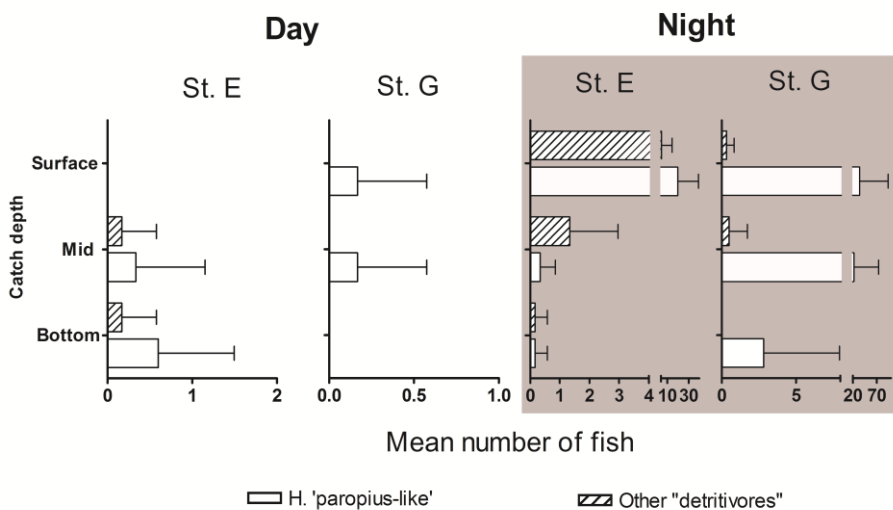 Day Night
St. E St. G St. E St. G
Catch depth
Surface
Mid
Bottom
0 1 2 0.0 0.5 1.0 0 1 2 3 4 10 30 0 5 20 70
Mean number of fish
H. 'paropius-like' Other "detritivores"